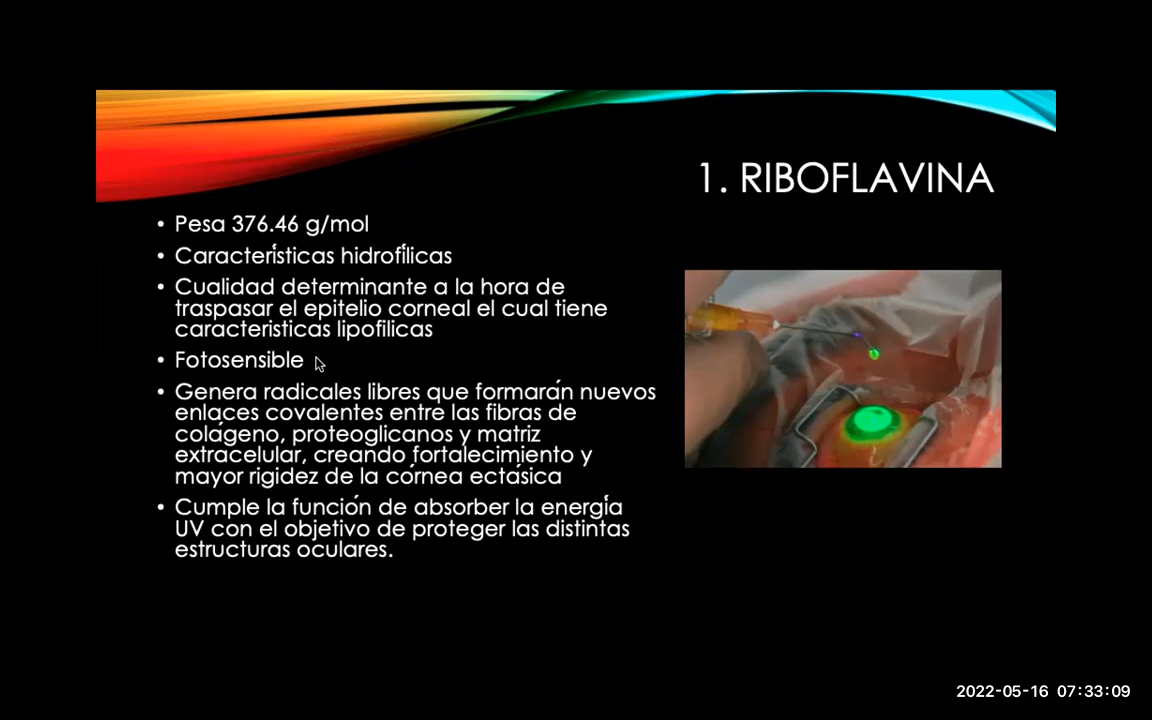 1. RIBOFLAVINA
• Pesa 376.46 g/mol
• Características hidrofílicas
• Cualidad determinante a la hora de
traspasar el epitelio corneal el cual tiene
caracteristicas lipofilicas
• Fotosensible
• Genera radicales libres que formarán nuevos
enlaces covalentes entre las fibras de
colágeno, proteoglicanos y matriz
extracelular, creando fortalecimiento y
mayor rigidez de la córnea ectásica
• Cumple la función de absorber la energía
UV con el objetivo de proteger las distintas
estructuras oculares.
2022-05-16 07:33:09